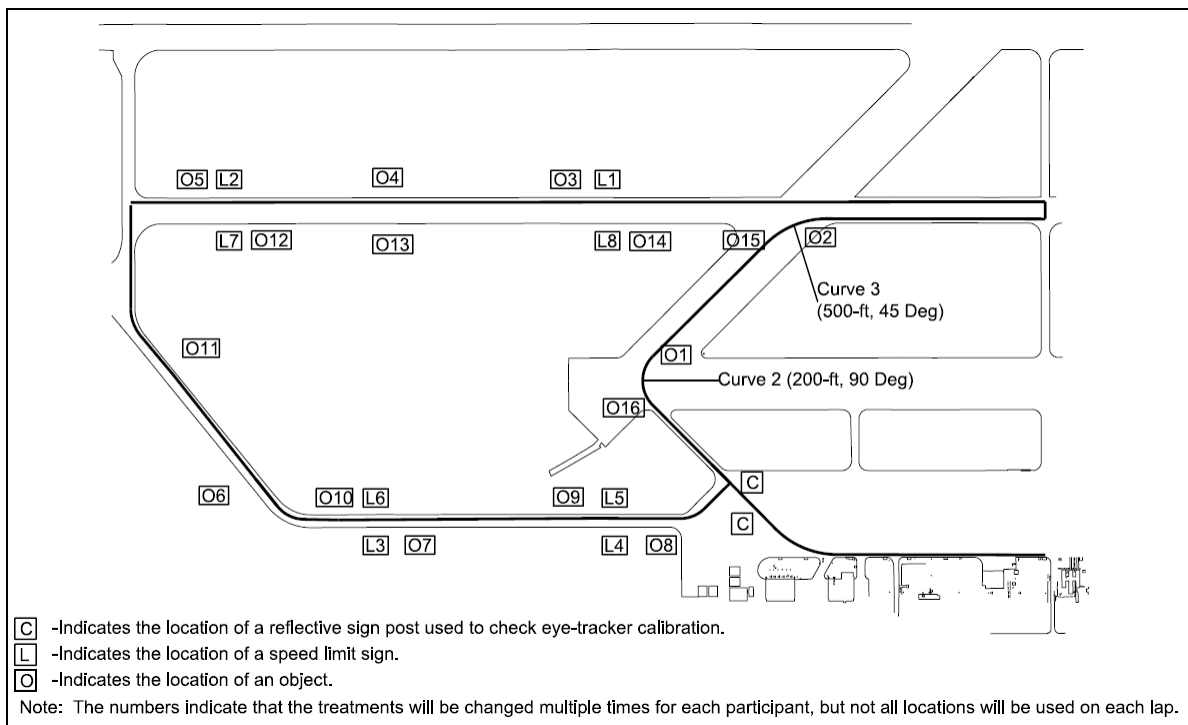 O5 L2 O4 O3 L1
L7 O12 O13 L8 O14 O15 O2
Curve 3
(500-ft, 45 Deg)
O11 O1
Curve 2 (200-ft, 90 Deg)
O16
C
O6 O10 L6 O9 L5
C
L3 O7 L4 O8
C -Indicates the location of a reflective sign post used to check eye-tracker calibration.
L -Indicates the location of a speed limit sign.
O -Indicates the location of an object.
Note: The numbers indicate that the treatments will be changed multiple times for each participant, but not all locations will be used on each lap.